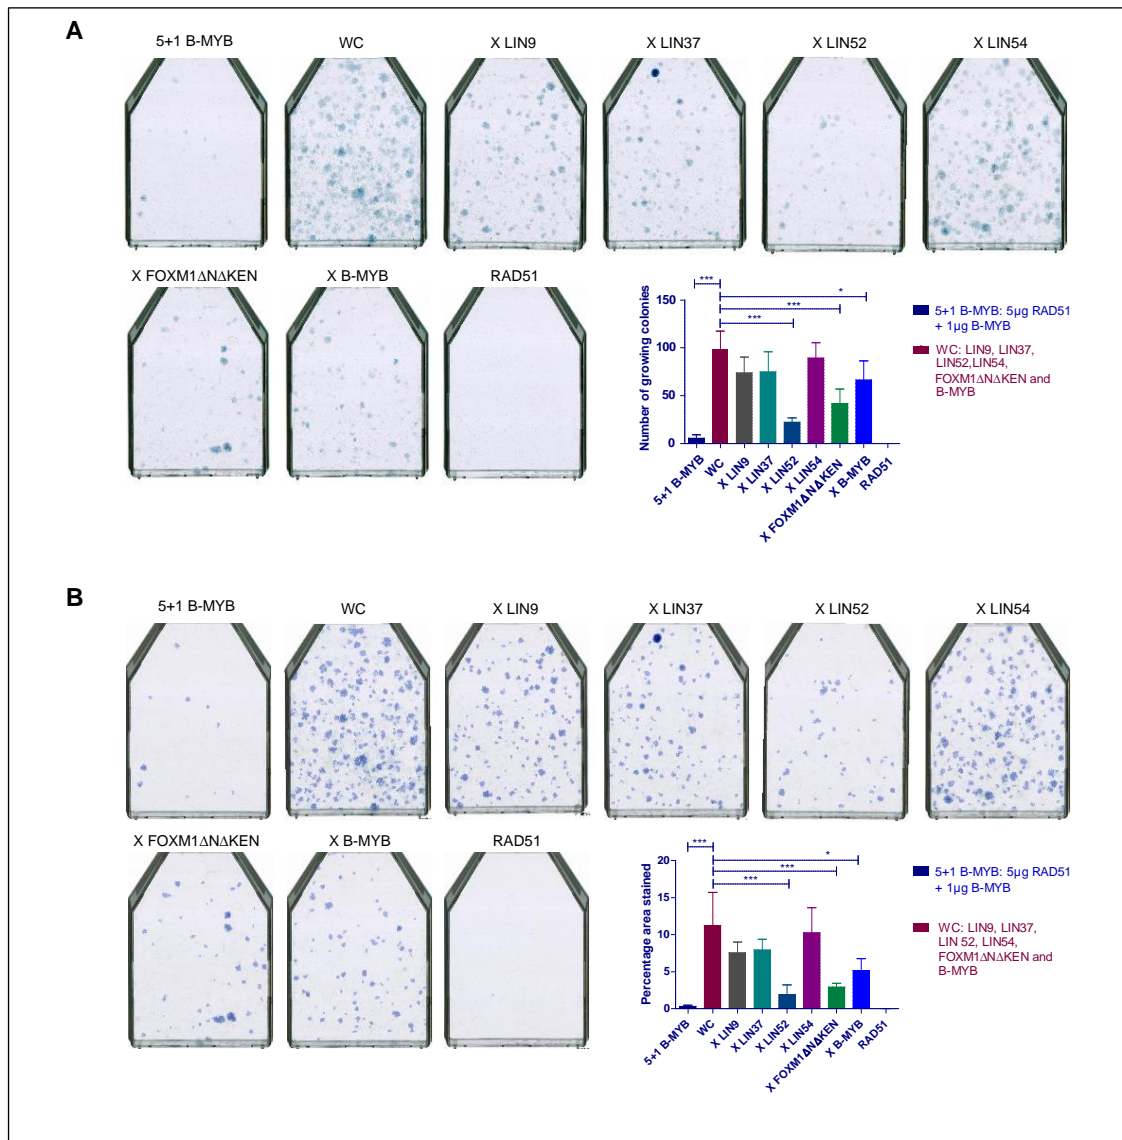 A
5+1 B-MYB
WC
X LIN9
X LIN37
X LIN52
X LIN54
X FOXM1ΔNΔKEN
X B-MYB
RAD51
***
*
***
***
150
100
50
0
Number of growing colonies
5+1 B-MYB
WC
X LIN9
X LIN37
X LIN52
X LIN54
X FOXM1ΔNΔKEN
X B-MYB
RAD51
5+1 B-MYB: 5µg RAD51
+ 1µg B-MYB
WC: LIN9, LIN37,
LIN52,LIN54,
FOXM1ΔNΔKEN and
B-MYB
B
5+1 B-MYB
WC
X LIN9
X LIN37
X LIN52
X LIN54
X FOXM1ΔNΔKEN
X B-MYB
RAD51
***
*
***
***
20
15
10
5
0
Percentage area stained
5+1 B-MYB
WC
X LIN9
X LIN37
X LIN52
X LIN54
X FOXM1ΔNΔKEN
X B-MYB
RAD51
5+1 B-MYB: 5µg RAD51
+ 1µg B-MYB
WC: LIN9, LIN37,
LIN 52, LIN54,
FOXM1ΔNΔKEN and
B-MYB